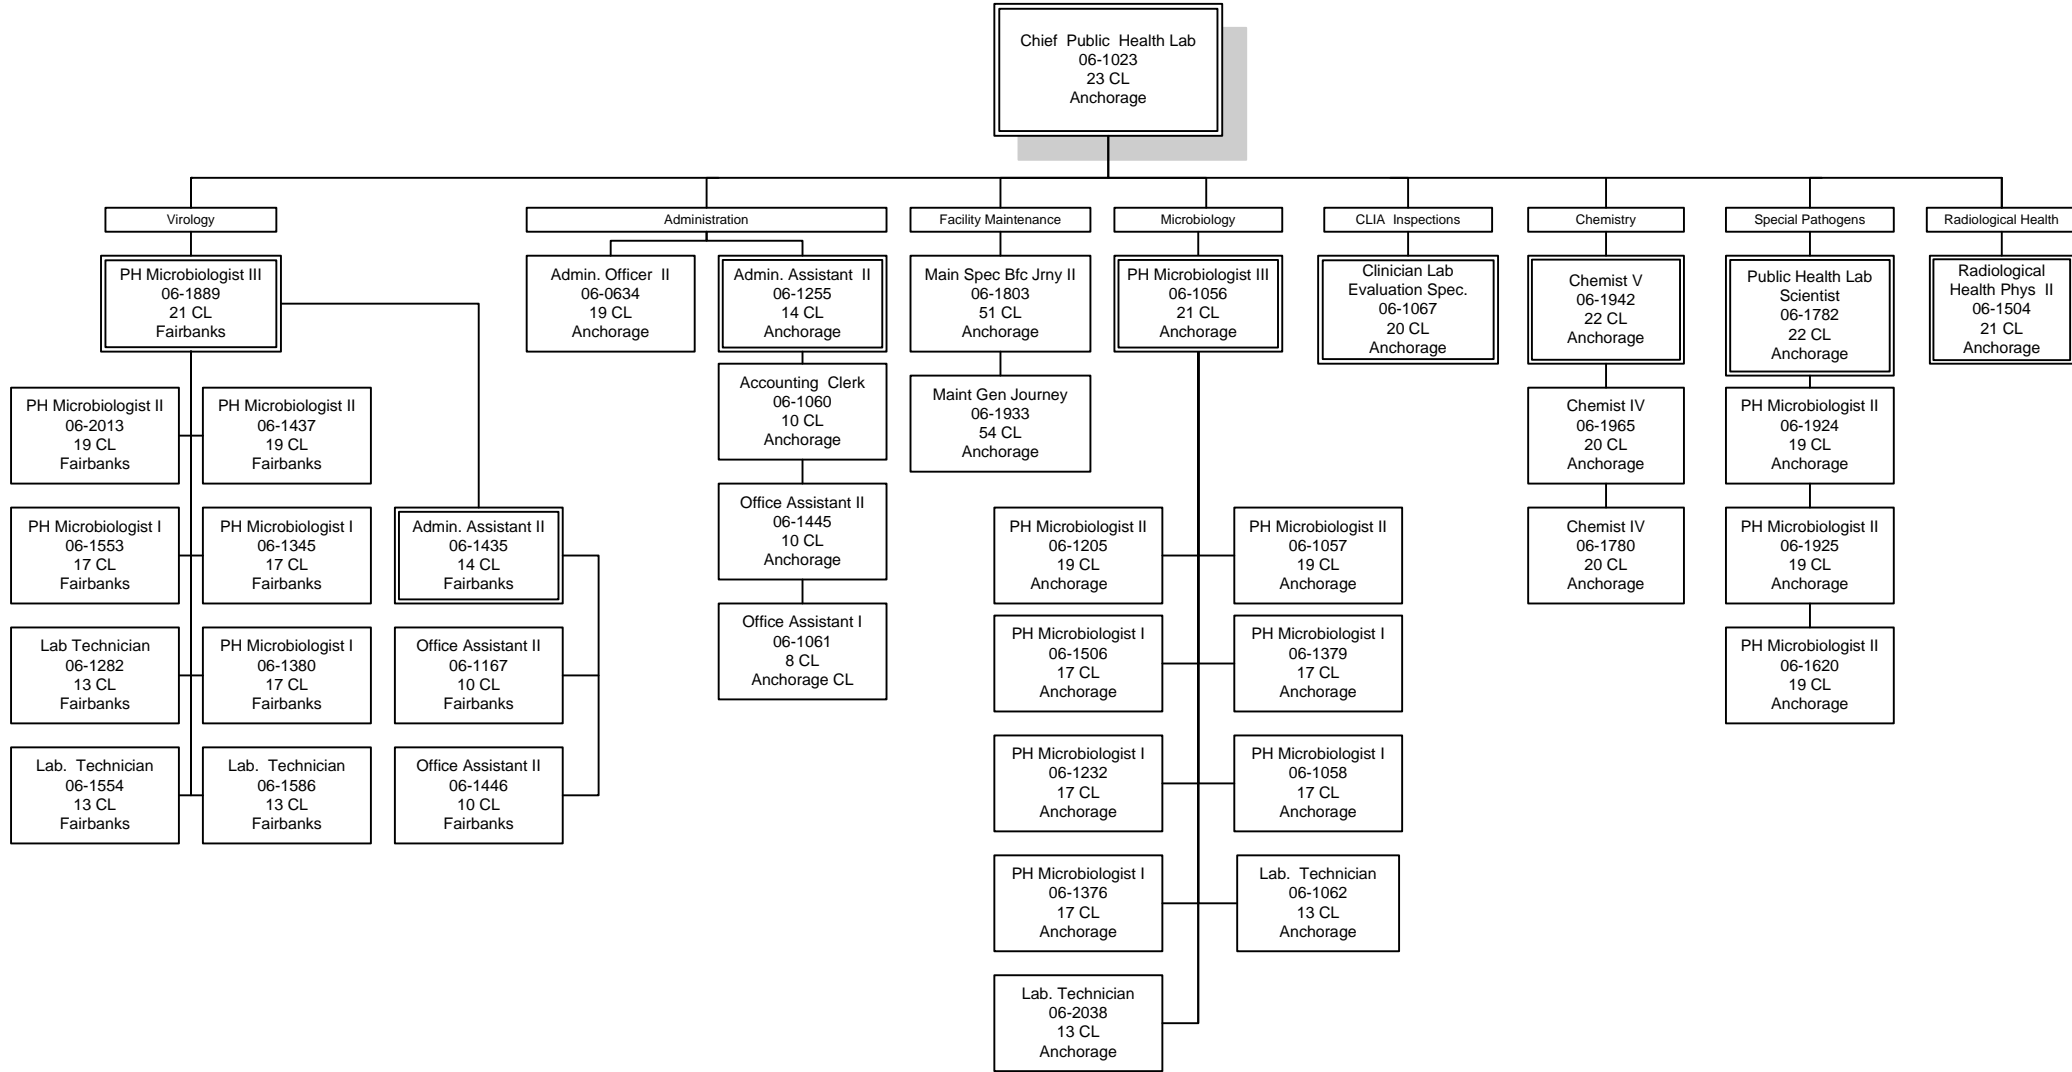 Chief Public Health Lab
06-1023
23 CL
Anchorage
Virology
Administration
Facility Maintenance
Microbiology
CLIA Inspections
Chemistry
Special Pathogens
Radiological Health
PH Microbiologist III
06-1889
21 CL
Fairbanks
PH Microbiologist II
06-2013
19 CL
Fairbanks
PH Microbiologist II
06-1437
19 CL
Fairbanks
PH Microbiologist I
06-1553
17 CL
Fairbanks
PH Microbiologist I
06-1345
17 CL
Fairbanks
Lab Technician
06-1282
13 CL
Fairbanks
PH Microbiologist I
06-1380
17 CL
Fairbanks
Lab. Technician
06-1554
13 CL
Fairbanks
Lab. Technician
06-1586
13 CL
Fairbanks
Admin. Assistant II
06-1435
14 CL
Fairbanks
Office Assistant II
06-1167
10 CL
Fairbanks
Office Assistant II
06-1446
10 CL
Fairbanks
Admin. Officer II
06-0634
19 CL
Anchorage
Admin. Assistant II
06-1255
14 CL
Anchorage
Accounting Clerk
06-1060
10 CL
Anchorage
Office Assistant II
06-1445
10 CL
Anchorage
Office Assistant I
06-1061
8 CL
Anchorage CL
Main Spec Bfc Jrny II
06-1803
51 CL
Anchorage
Maint Gen Journey
06-1933
54 CL
Anchorage
PH Microbiologist III
06-1056
21 CL
Anchorage
PH Microbiologist II
06-1205
19 CL
Anchorage
PH Microbiologist II
06-1057
19 CL
Anchorage
PH Microbiologist I
06-1506
17 CL
Anchorage
PH Microbiologist I
06-1379
17 CL
Anchorage
PH Microbiologist I
06-1232
17 CL
Anchorage
PH Microbiologist I
06-1058
17 CL
Anchorage
PH Microbiologist I
06-1376
17 CL
Anchorage
Lab. Technician
06-1062
13 CL
Anchorage
Lab. Technician
06-2038
13 CL
Anchorage
Clinician Lab
Evaluation Spec.
06-1067
20 CL
Anchorage
Chemist V
06-1942
22 CL
Anchorage
Chemist IV
06-1965
20 CL
Anchorage
Chemist IV
06-1780
20 CL
Anchorage
Public Health Lab
Scientist
06-1782
22 CL
Anchorage
PH Microbiologist II
06-1924
19 CL
Anchorage
PH Microbiologist II
06-1925
19 CL
Anchorage
PH Microbiologist II
06-1620
19 CL
Anchorage
Radiological
Health Phys II
06-1504
21 CL
Anchorage